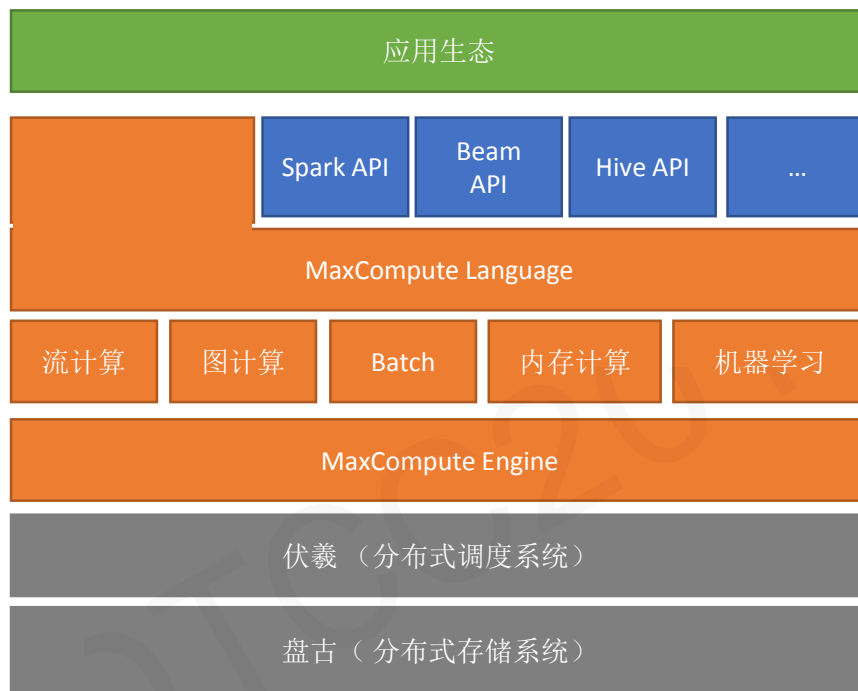 应用生态
Spark API
Beam
API
Hive API
...
MaxCompute Language
流计算
图计算
Batch
内存计算
机器学习
MaxCompute Engine
伏羲 （分布式调度系统）
盘古（ 分布式存储系统）